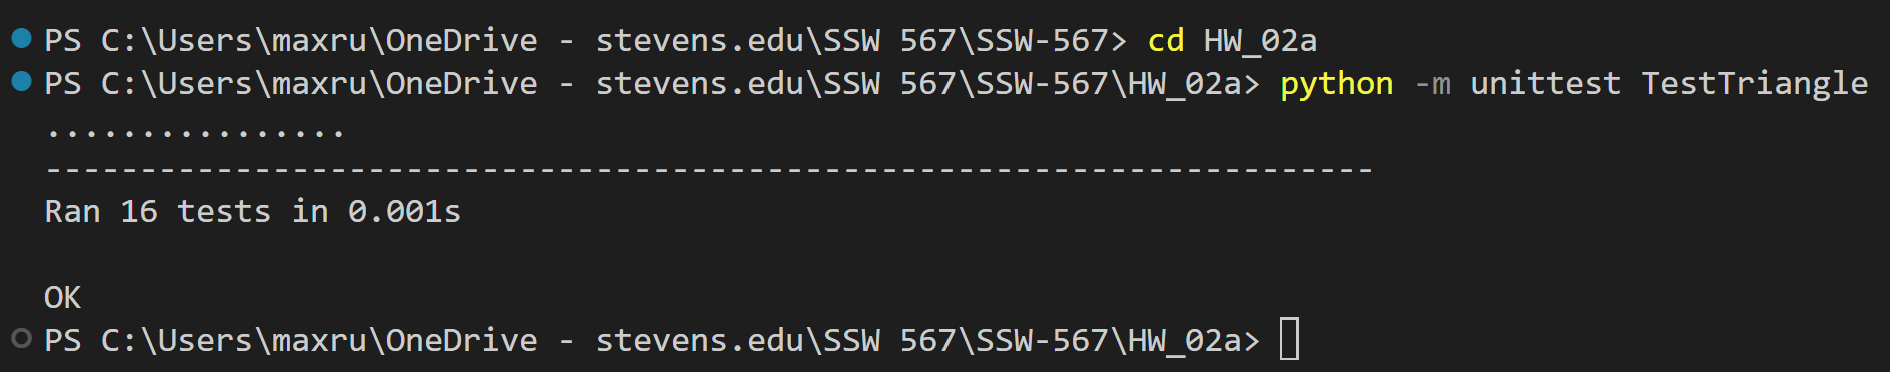 PS C:\Users\maxru\OneDrive - stevens.edu\SSW 567\SSW-567> cd HW_02a
PS C:\Users\maxru\OneDrive - stevens.edu\SSW 567\SSW-567\HW_02a> python -m unittest TestTriangle
................
----------------------------------------------------------------------
Ran 16 tests in 0.001s
OK
PS C:\Users\maxru\OneDrive - stevens.edu\SSW 567\SSW-567\HW_02a>